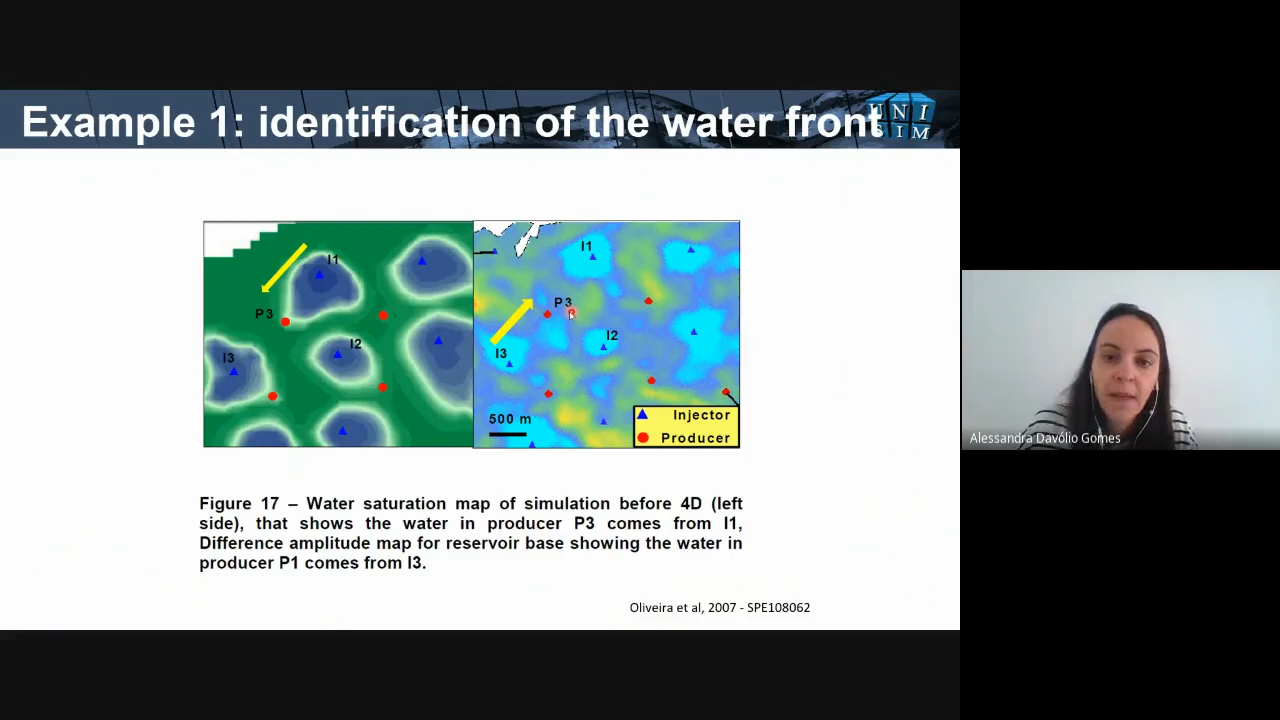 Example 1: identification of the water front
UNI
SIM
I1
P3
I2
I3
I1
P3
I2
I3
500 m
Injector
Producer
Figure 17 – Water saturation map of simulation before 4D (left
side), that shows the water in producer P3 comes from I1,
Difference amplitude map for reservoir base showing the water in
producer P1 comes from I3.
Oliveira et al, 2007 - SPE108062
Alessandra Davólio Gomes